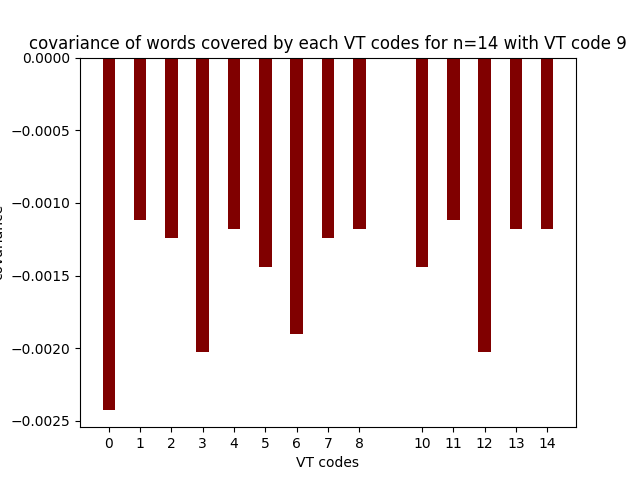 covariance of words covered by each VT codes for n=14 with VT code 9
0.0000
−0.0005
−0.0010
−0.0015
−0.0020
−0.0025
0 1 2 3 4 5 6 7 8 10 11 12 13 14
VT codes